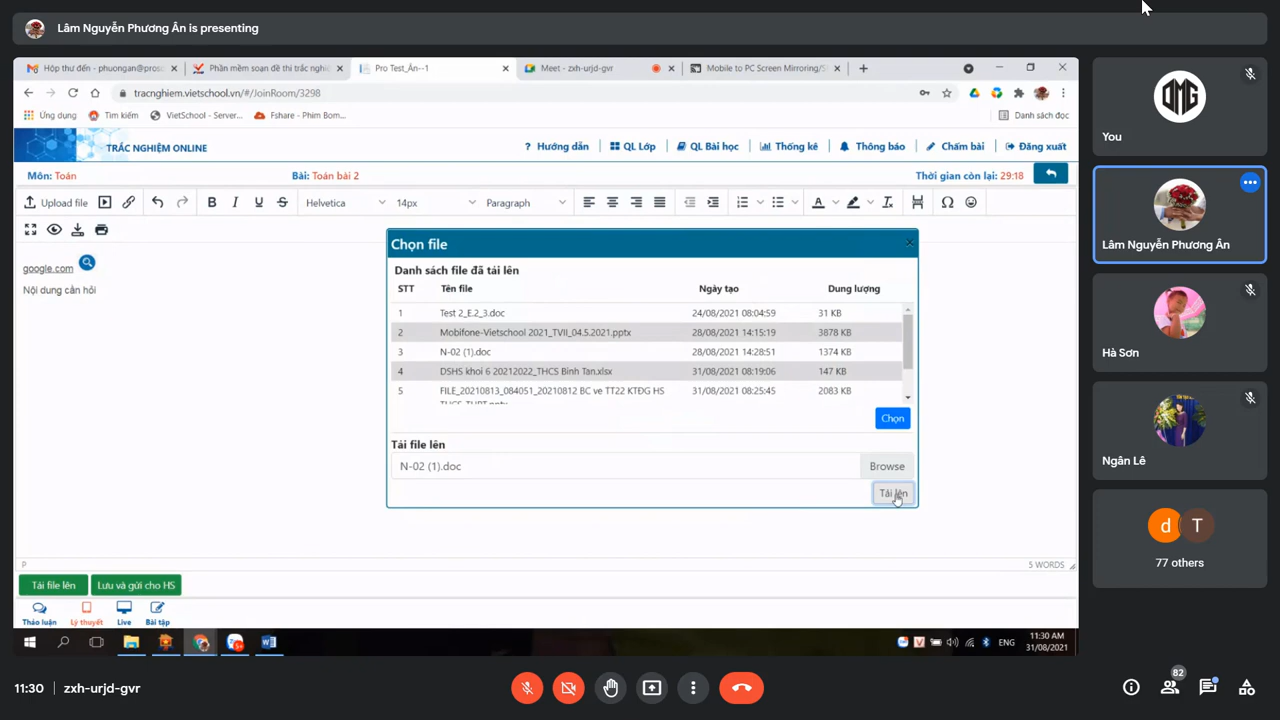 Lâm Nguyễn Phương Ân is presenting
Hộp thư đến - phuongan@prosc
Phần mềm soạn đề thi trắc nghiệ
Pro Test_Ân--1
Meet - zxh-urjd-gvr
Mobile to PC Screen Mirroring/S
tracnghiem.vietschool.vn/#/JoinRoom/3298
Ứng dụng
Tìm kiếm
VietSchool - Server...
Fshare - Phim Bom...
Danh sách đọc
TRẮC NGHIỆM ONLINE
? Hướng dẫn
QL Lớp
QL Bài học
Thống kê
Thông báo
Chấm bài
Đăng xuất
Môn: Toán
Bài: Toán bài 2
Thời gian còn lại: 29:18
Upload file
B I U S
Helvetica
14px
Paragraph
google.com
Nội dung cần hỏi
Chọn file
Danh sách file đã tải lên
STT Tên file Ngày tạo Dung lượng
1 Test 2_E.2_3.doc 24/08/2021 08:04:59 31 KB
2 Mobifone-Vietschool 2021_TVII_04.5.2021.pptx 28/08/2021 14:15:19 3878 KB
3 N-02 (1).doc 28/08/2021 14:28:51 1374 KB
4 DSHS khoi 6 20212022_THCS Binh Tan.xlsx 31/08/2021 08:19:06 147 KB
5 FILE_20210813_084051_20210812 BC ve TT22 KTĐG HS 31/08/2021 08:25:45 2083 KB
THCS_THPT.pptx
Chọn
Tải file lên
N-02 (1).doc
Browse
Tải lên
P
5 WORDS
Tải file lên
Lưu và gửi cho HS
Thảo luận
Lý thuyết
Live
Bài tập
ENG
11:30 AM
31/08/2021
OMG
You
Lâm Nguyễn Phương Ân
Hà Sơn
Ngân Lê
d
T
77 others
11:30
zxh-urjd-gvr
82